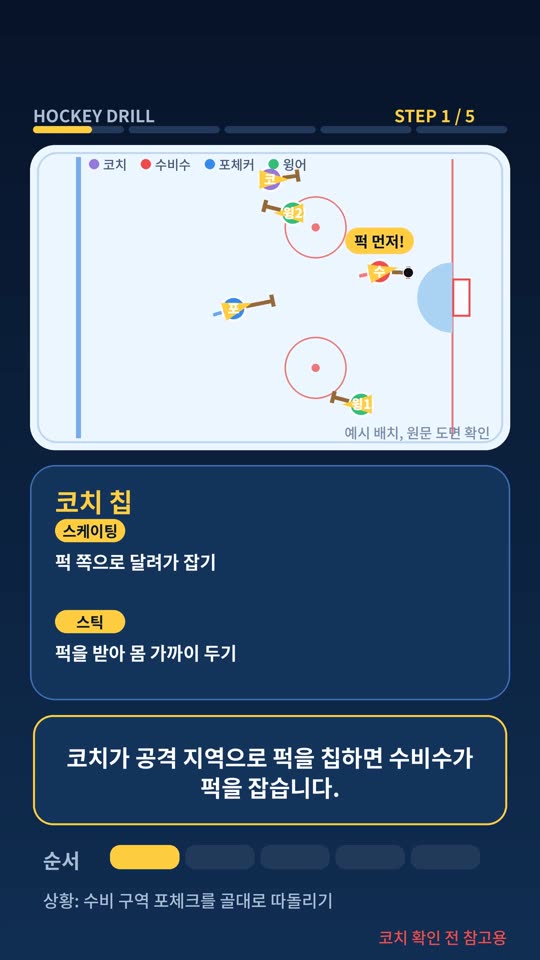 HOCKEY DRILL
STEP 1 / 5
코치
수비수
포체커
윙어
코
윙2
퍽 먼저!
수
포
윙1
예시 배치, 원문 도면 확인
코치 칩
스케이팅
퍽 쪽으로 달려가 잡기
스틱
퍽을 받아 몸 가까이 두기
코치가 공격 지역으로 퍽을 칩하면 수비수가
퍽을 잡습니다.
순서
상황: 수비 구역 포체크를 골대로 따돌리기
코치 확인 전 참고용